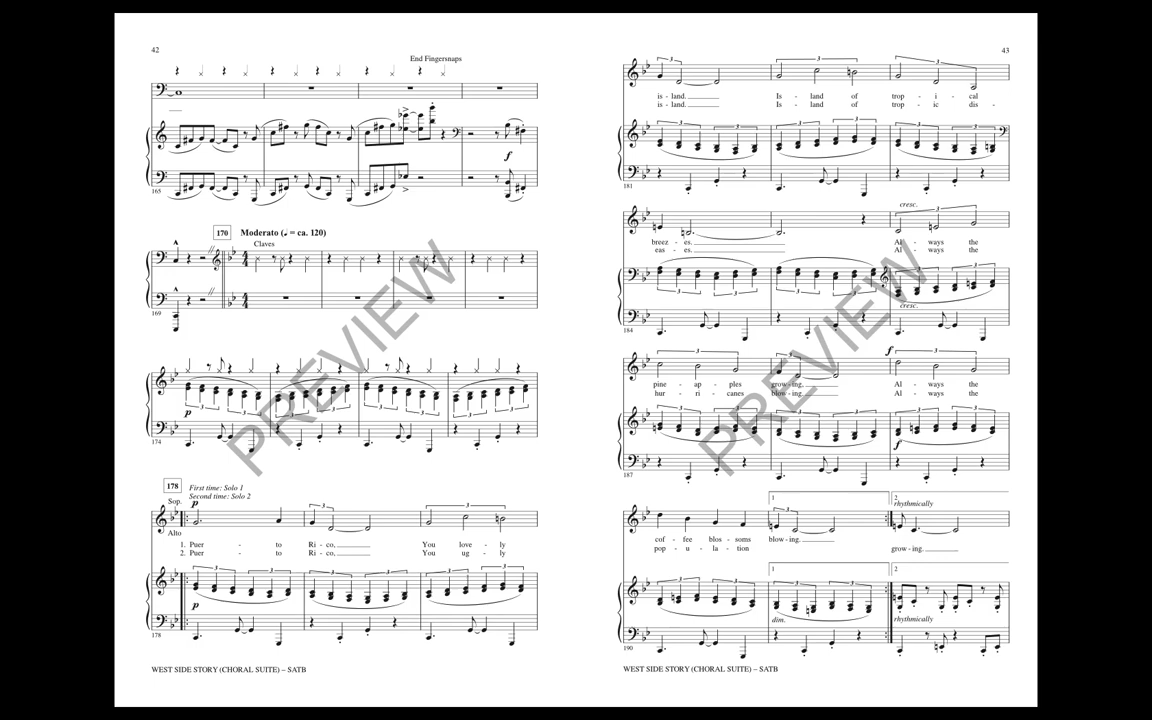 42
End Fingersnaps
f
165
170 Moderato (♩ = ca. 120)
Claves
169
p
174
178 First time: Solo 1
Second time: Solo 2
Sop.
p
Alto
1. Puer - to Ri - co, You love - ly
2. Puer - to Ri - co, You ug - ly
p
178
WEST SIDE STORY (CHORAL SUITE) – SATB
PREVIEW
43
is - land. Is - land of trop - i - cal
is - land. Is - land of trop - ic dis -
181
cresc.
breez - es. Al - ways the
eas - es. Al - ways the
cresc.
184
f
pine - ap - ples grow - ing, Al - ways the
hur - ri - canes blow - ing Al - ways the
f
187
1 2
rhythmically
cof - fee blos - soms blow - ing.
pop - u - la - tion grow - ing.
1 2
dim. rhythmically
190
WEST SIDE STORY (CHORAL SUITE) – SATB
PREVIEW